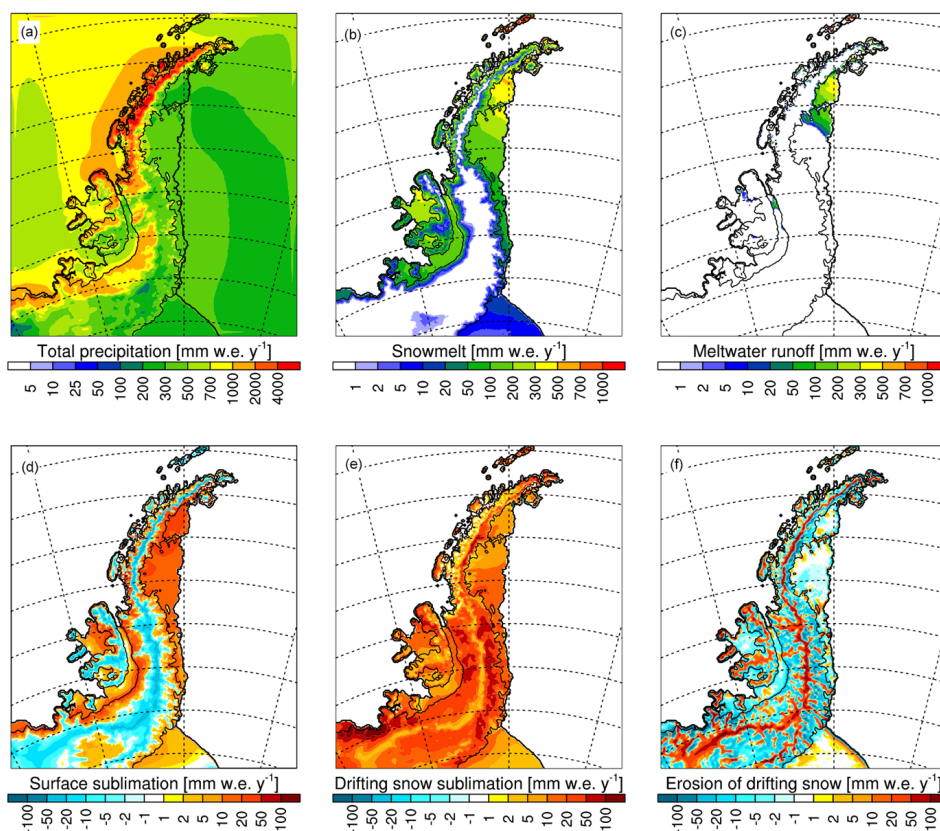 (a)
(b)
(c)
Total precipitation [mm w.e. y⁻¹]
Snowmelt [mm w.e. y⁻¹]
Meltwater runoff [mm w.e. y⁻¹]
5 10 25 100 200 300 500 700 1000 2000 4000
1 2 5 10 20 50 100 200 300 500 700 1000
1 2 5 10 20 50 100 200 300 500 700 1000
(d)
(e)
(f)
Surface sublimation [mm w.e. y⁻¹]
Drifting snow sublimation [mm w.e. y⁻¹]
Erosion of drifting snow [mm w.e. y⁻¹]
-100 -50 -20 -10 -5 -2 -1 1 2 5 10 20 50 100
-100 -50 -20 -10 -5 -2 -1 1 2 5 10 20 50 100
-100 -50 -20 -10 -5 -2 -1 1 2 5 10 20 50 100